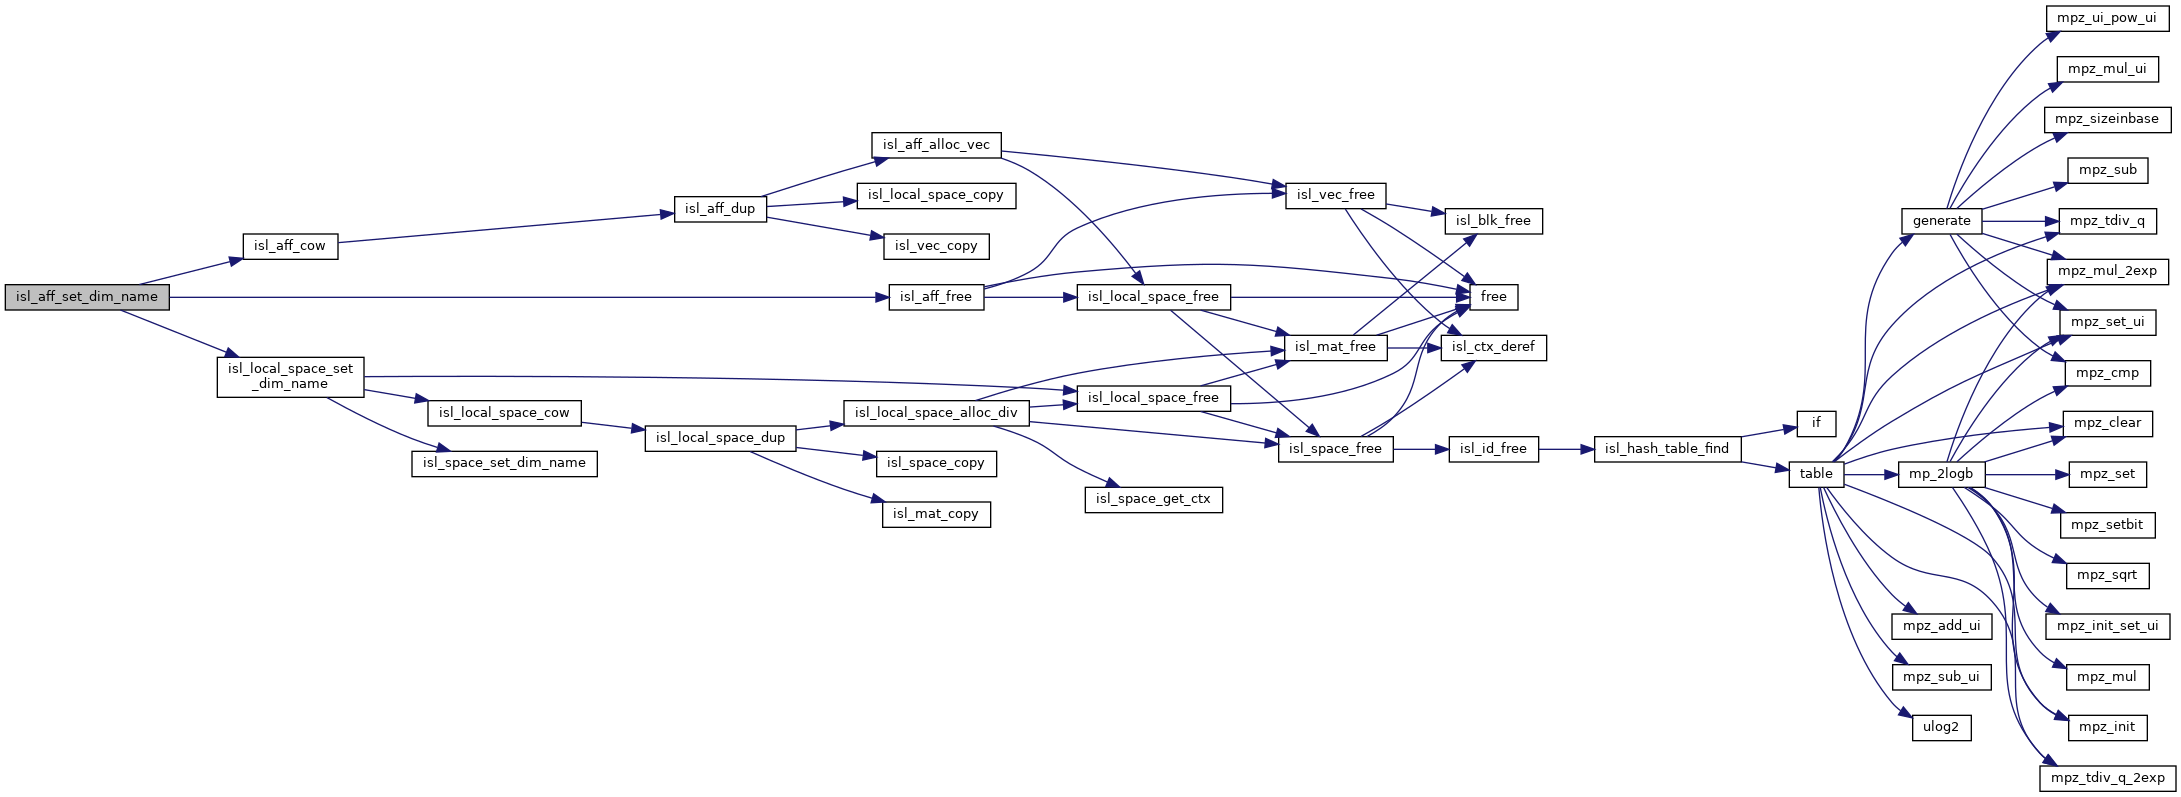 isl_aff_set_dim_name
isl_aff_cow
isl_local_space_set
_dim_name
isl_local_space_cow
isl_space_set_dim_name
isl_aff_dup
isl_local_space_dup
isl_aff_alloc_vec
isl_local_space_copy
isl_vec_copy
isl_aff_free
isl_local_space_alloc_div
isl_space_copy
isl_mat_copy
isl_local_space_free
isl_local_space_free
isl_space_get_ctx
isl_vec_free
isl_mat_free
isl_space_free
isl_blk_free
free
isl_ctx_deref
isl_id_free
isl_hash_table_find
if
table
generate
mp_2logb
mpz_add_ui
mpz_sub_ui
ulog2
mpz_ui_pow_ui
mpz_mul_ui
mpz_sizeinbase
mpz_sub
mpz_tdiv_q
mpz_mul_2exp
mpz_set_ui
mpz_cmp
mpz_clear
mpz_set
mpz_setbit
mpz_sqrt
mpz_init_set_ui
mpz_mul
mpz_init
mpz_tdiv_q_2exp